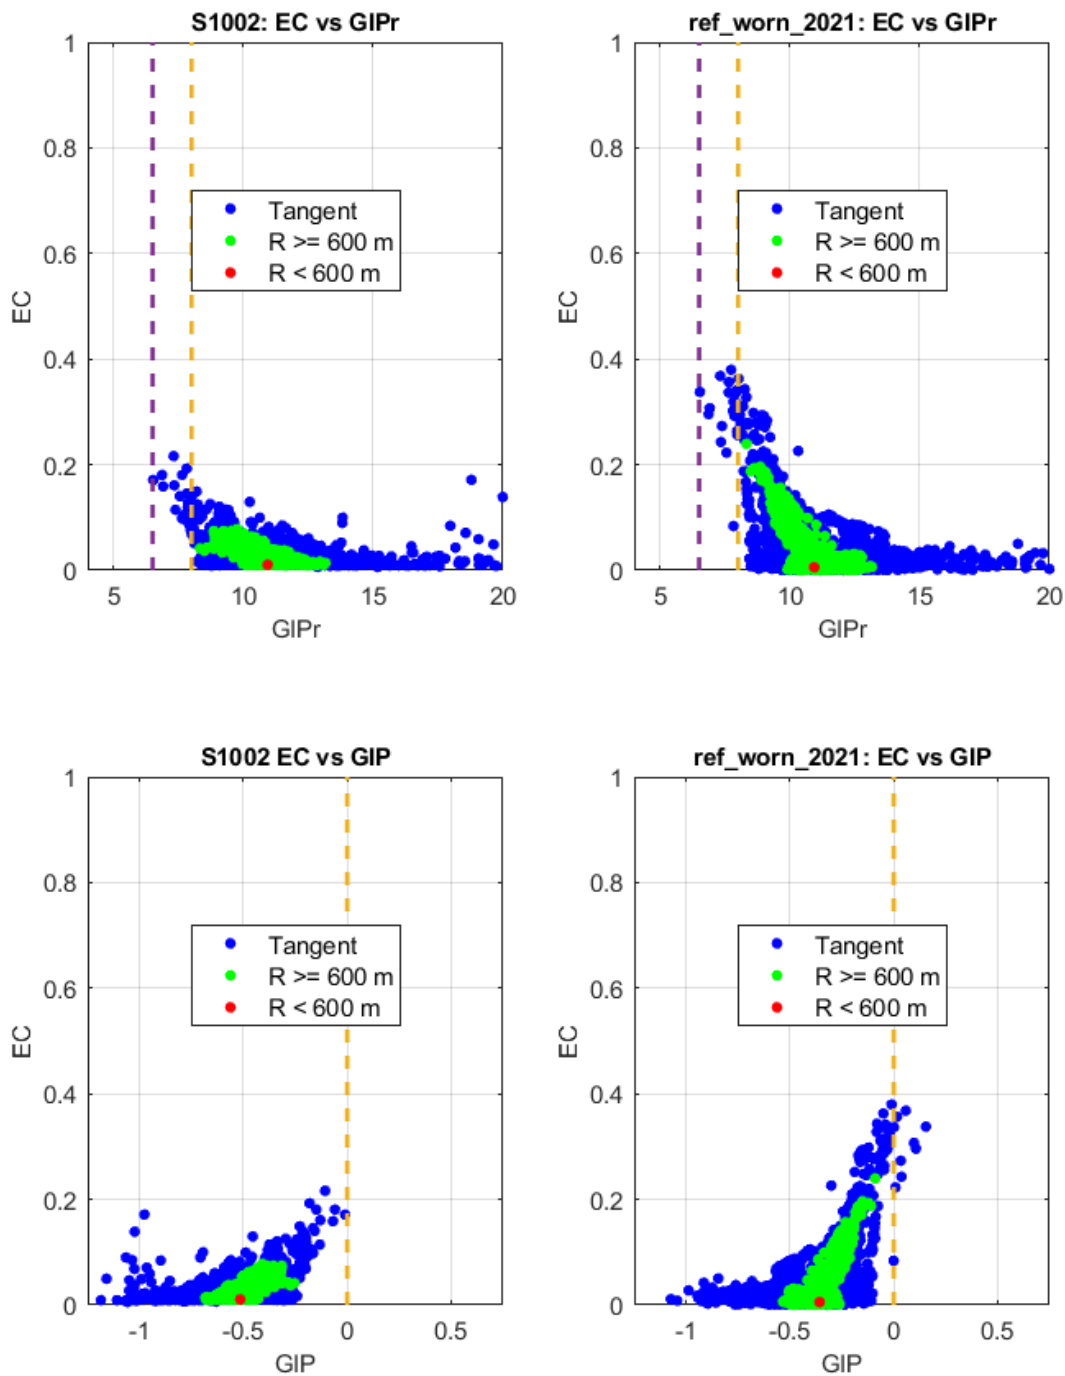 S1002: EC vs GIPr
1
0.8
0.6
0.4
0.2
0
EC
Tangent
R >= 600 m
R < 600 m
5
10
15
20
GIPr
ref_worn_2021: EC vs GIPr
1
0.8
0.6
0.4
0.2
0
EC
Tangent
R >= 600 m
R < 600 m
5
10
15
20
GIPr
S1002 EC vs GIP
1
0.8
0.6
0.4
0.2
0
EC
Tangent
R >= 600 m
R < 600 m
-1
-0.5
0
0.5
GIP
ref_worn_2021: EC vs GIP
1
0.8
0.6
0.4
0.2
0
EC
Tangent
R >= 600 m
R < 600 m
-1
-0.5
0
0.5
GIP